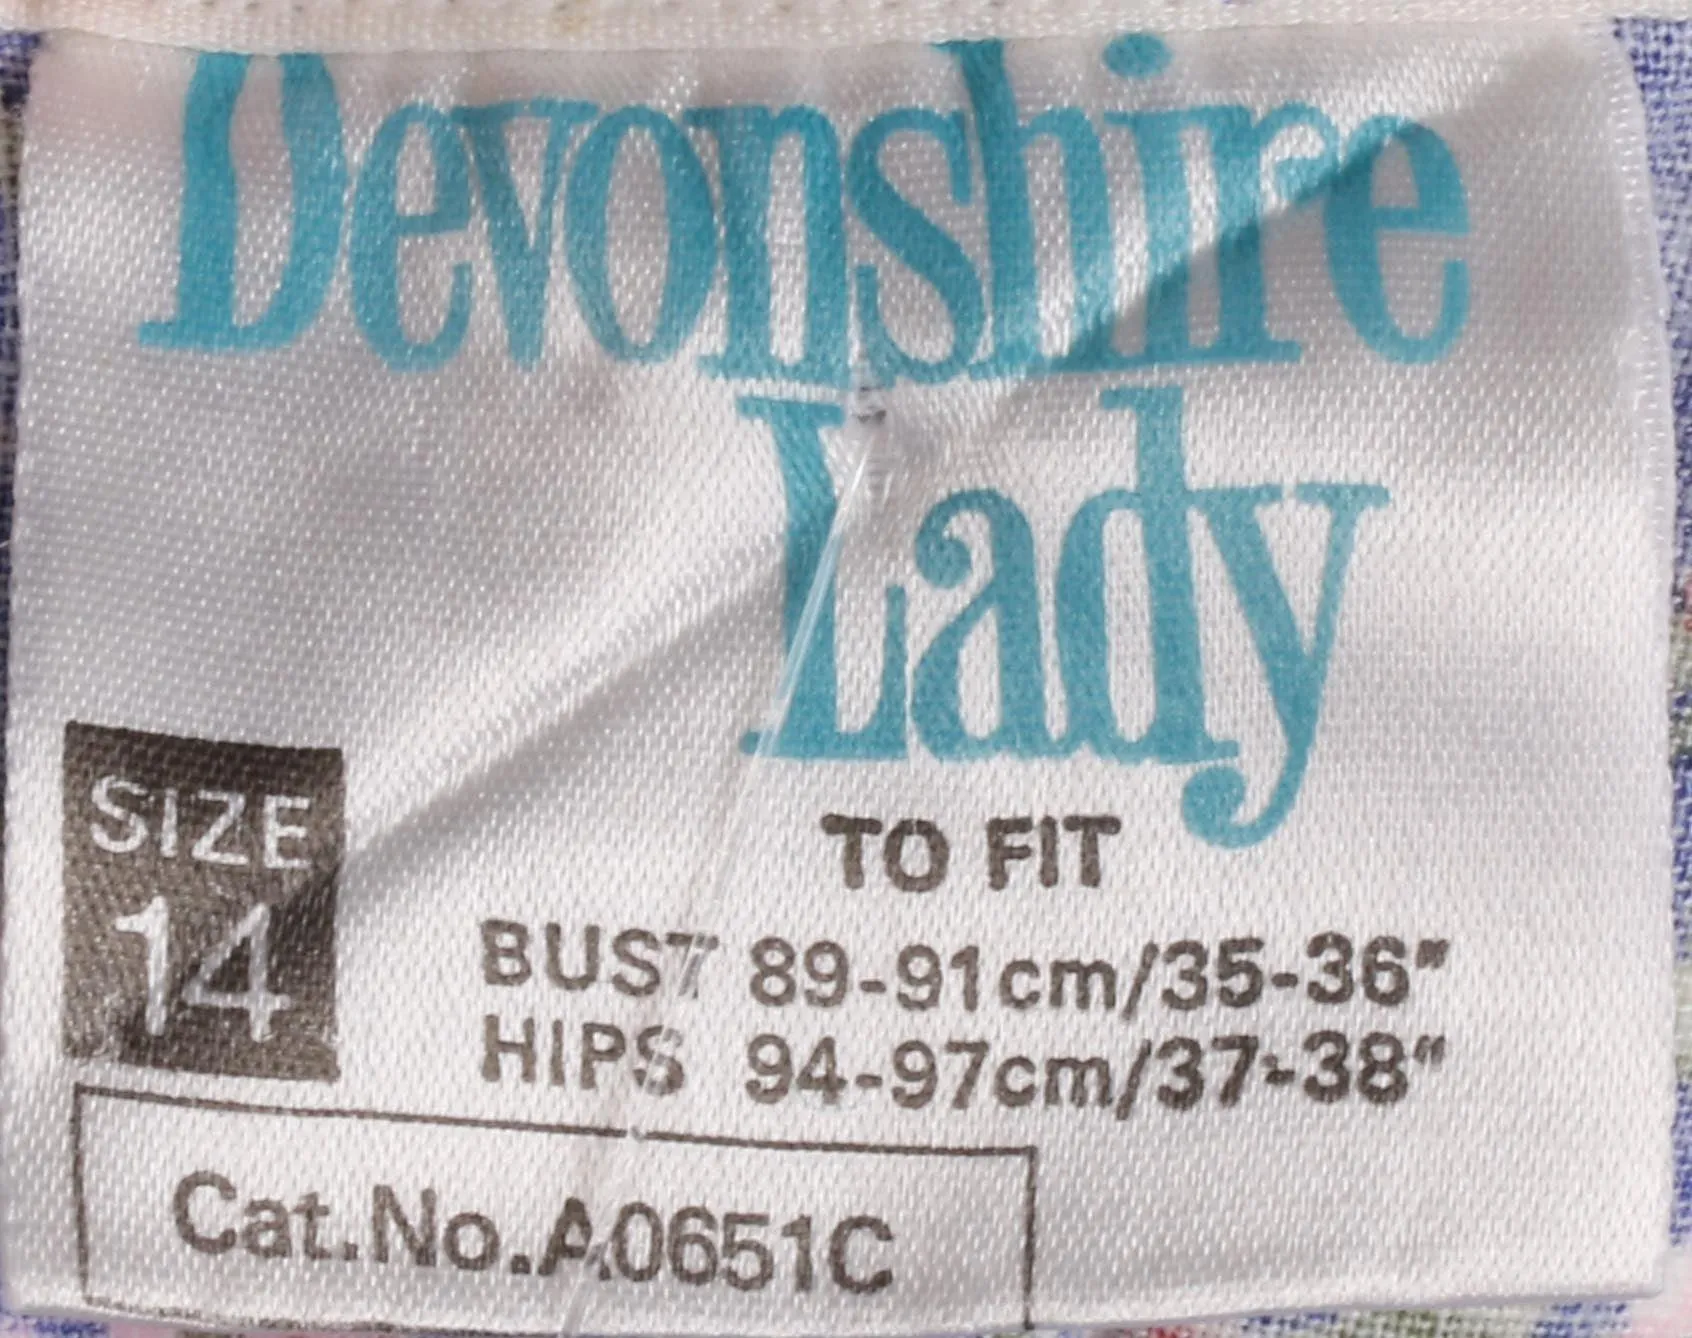 Devonshire
Lady
SIZE
14
TO FIT
BUST 89-91cm/35-36"
HIPS 94-97cm/37-38"
Cat.No.A0651C